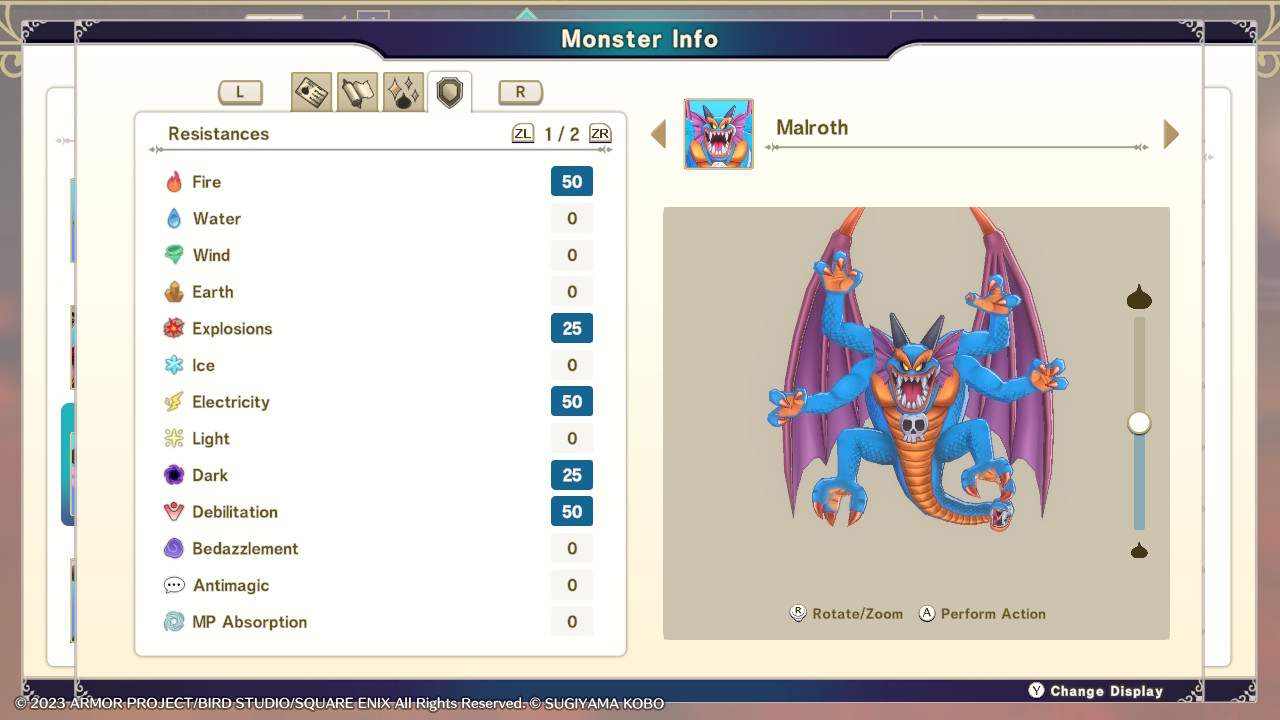 Monster Info
L
R
Resistances
ZL 1 / 2 ZR
Fire 50
Water 0
Wind 0
Earth 0
Explosions 25
Ice 0
Electricity 50
Light 0
Dark 25
Debilitation 50
Bedazzlement 0
Antimagic 0
MP Absorption 0
Malroth
R Rotate/Zoom A Perform Action
Y Change Display
© 2023 ARMOR PROJECT/BIRD STUDIO/SQUARE ENIX All Rights Reserved. © SUGIYAMA KOBO